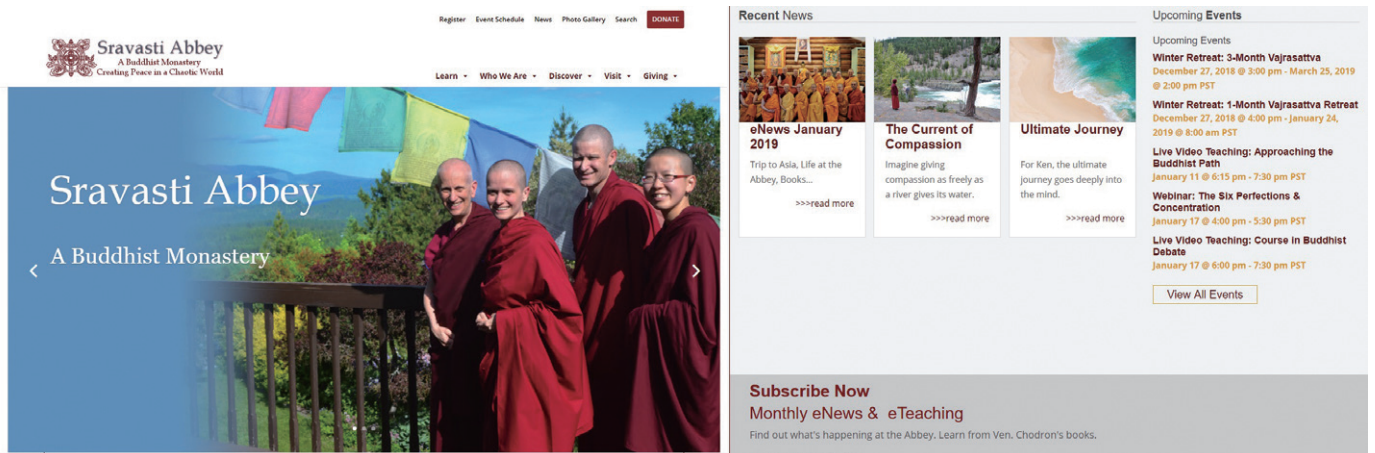 Register Event Schedule News Photo Gallery Search DONATE
Sravasti Abbey
A Buddhist Monastery
Creating Peace in a Chaotic World
Learn Who We Are Discover Visit Giving
Sravasti Abbey
A Buddhist Monastery
Recent News
eNews January
2019
Trip to Asia, Life at the
Abbey, Books...
>>>read more
The Current of
Compassion
Imagine giving
compassion as freely as
a river gives its water.
>>>read more
Ultimate Journey
For Ken, the ultimate
journey goes deeply into
the mind.
>>>read more
Upcoming Events
Upcoming Events
Winter Retreat: 3-Month Vajrasattva
December 27, 2018 @ 3:00 pm - March 25, 2019
@ 2:00 pm PST
Winter Retreat: 1-Month Vajrasattva Retreat
December 27, 2018 @ 4:00 pm - January 24,
2019 @ 8:00 am PST
Live Video Teaching: Approaching the
Buddhist Path
January 11 @ 6:15 pm - 7:30 pm PST
Webinar: The Six Perfections &
Concentration
January 17 @ 4:00 pm - 5:30 pm PST
Live Video Teaching: Course in Buddhist
Debate
January 17 @ 6:00 pm - 7:30 pm PST
View All Events
Subscribe Now
Monthly eNews & eTeaching
Find out what's happening at the Abbey. Learn from Ven. Chodron's books.